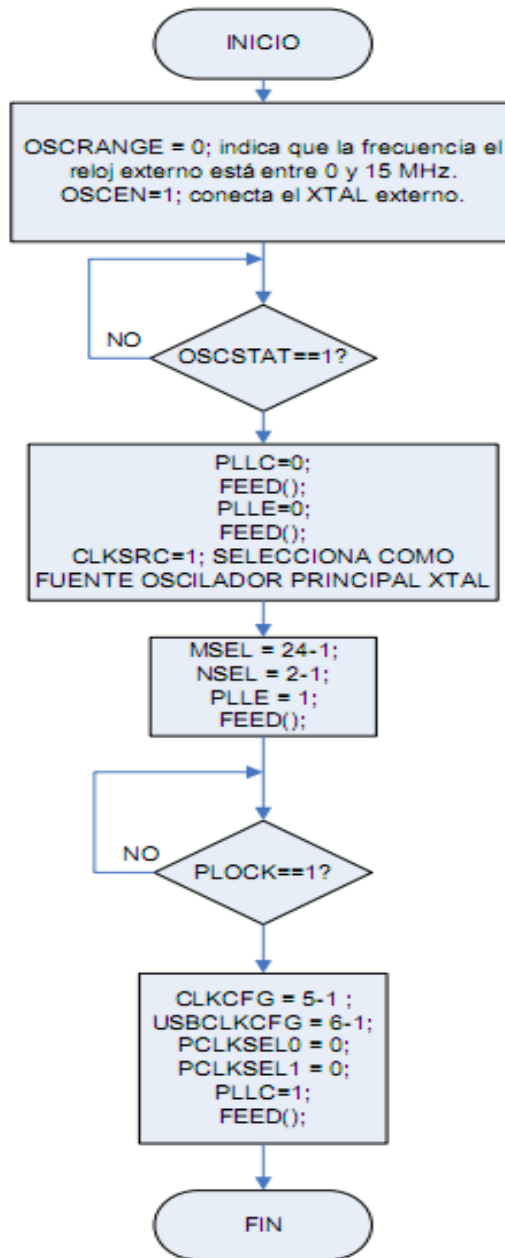 INICIO
OSCRANGE = 0; indica que la frecuencia el
reloj externo está entre 0 y 15 MHz.
OSCEN=1; conecta el XTAL externo.
NO
OSCSTAT==1?
PLLC=0;
FEED();
PLLE=0;
FEED();
CLKSRC=1; SELECCIONA COMO
FUENTE OSCILADOR PRINCIPAL XTAL
MSEL = 24-1;
NSEL = 2-1;
PLLE = 1;
FEED();
NO
PLOCK==1?
CLKCFG = 5-1 ;
USBCLKCFG = 6-1;
PCLKSEL0 = 0;
PCLKSEL1 = 0;
PLLC=1;
FEED();
FIN